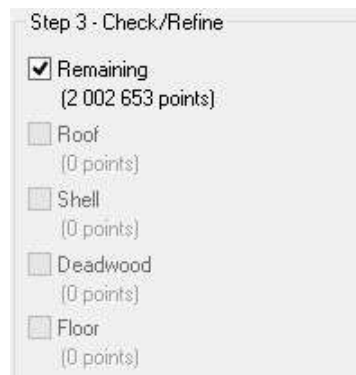 Step 3 - Check/Refine
Remaining
(2 002 653 points)
Roof
(0 points)
Shell
(0 points)
Deadwood
(0 points)
Floor
(0 points)